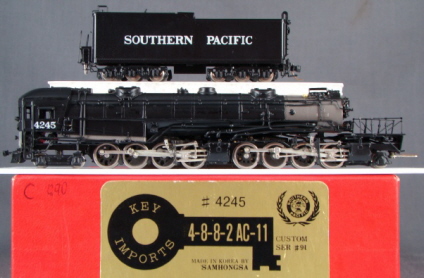 SOUTHERN PACIFIC
4245
C 290
KEY
IMPORTS
# 4245
4-8-8-2 AC-11
CUSTOM
SER # 91
MADE IN KOREA BY
SAMHONGSA